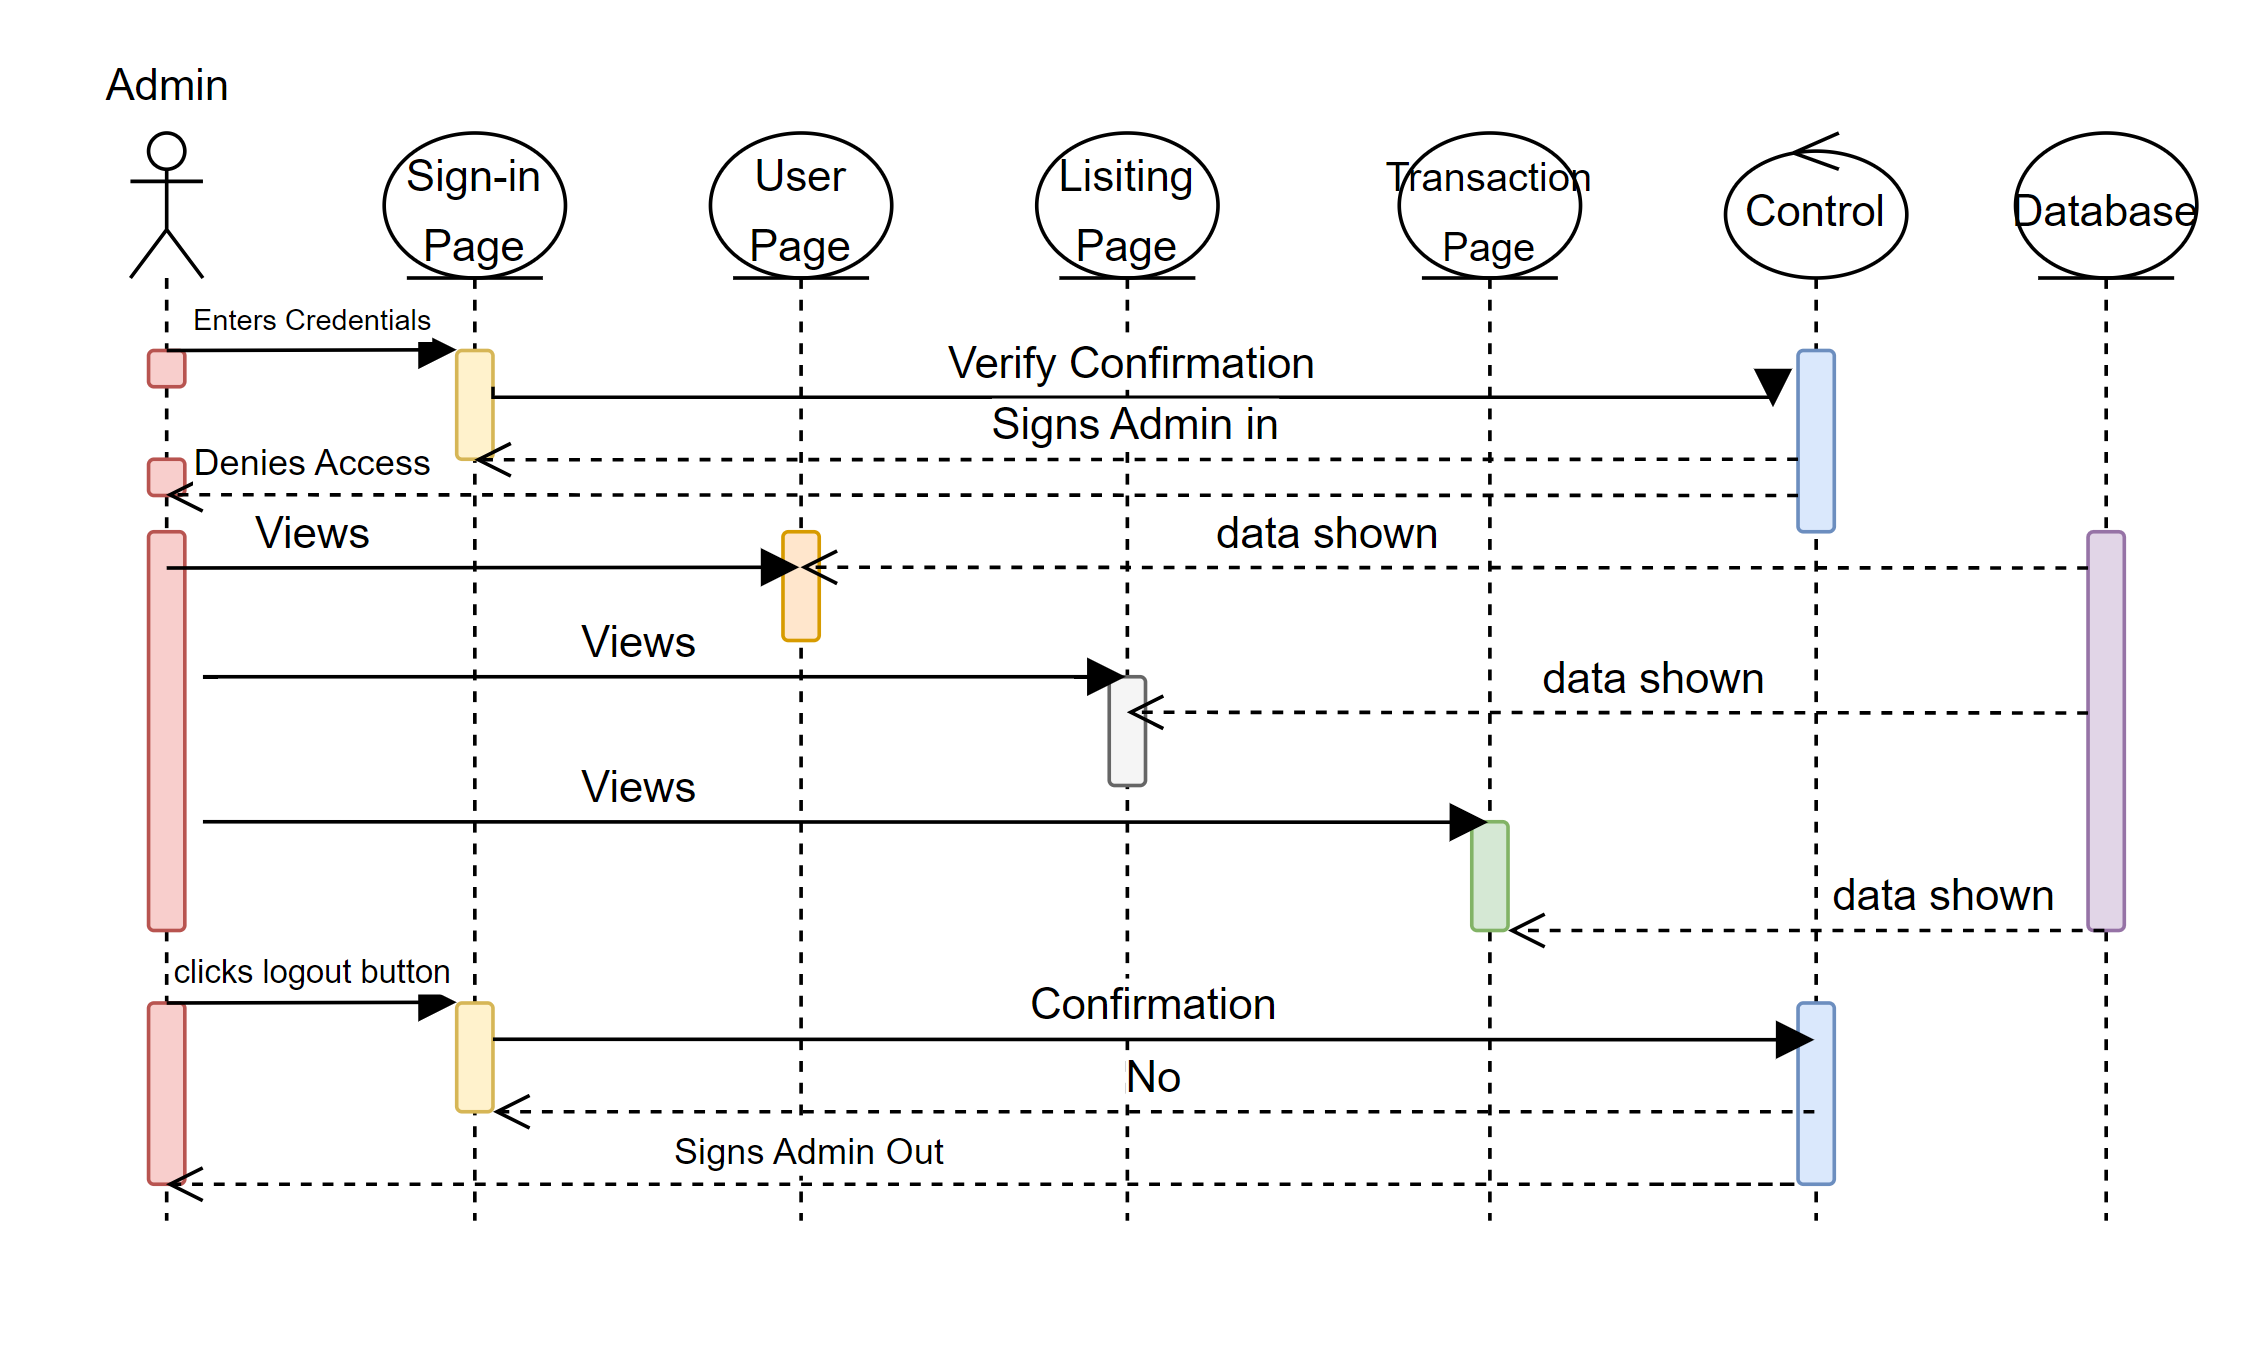 Admin
Sign-in
Page
User
Page
Lisiting
Page
Transaction
Page
Control
Database
Enters Credentials
Verify Confirmation
Signs Admin in
Denies Access
Views
data shown
Views
data shown
Views
data shown
clicks logout button
Confirmation
No
Signs Admin Out